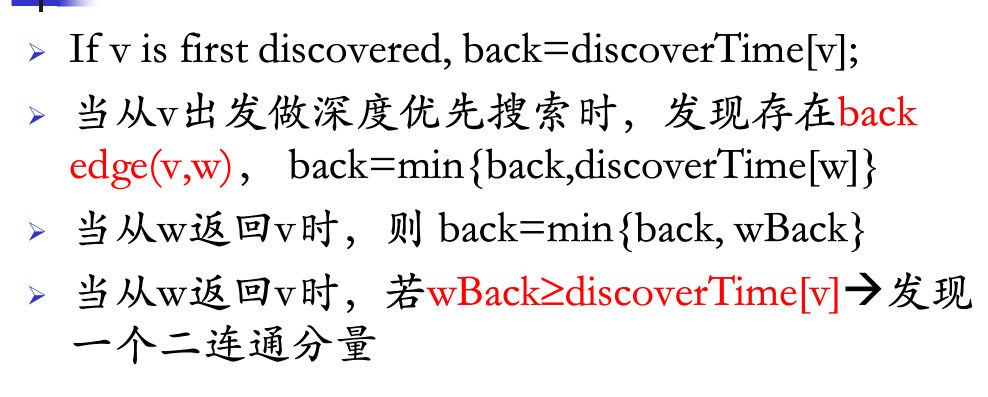 ➢ If v is first discovered, back=discoverTime[v];
➢ 当从v出发做深度优先搜索时，发现存在back
edge(v,w)， back=min{back,discoverTime[w]}
➢ 当从w返回v时，则 back=min{back, wBack}
➢ 当从w返回v时，若wBack≥discoverTime[v]→发现
一个二连通分量